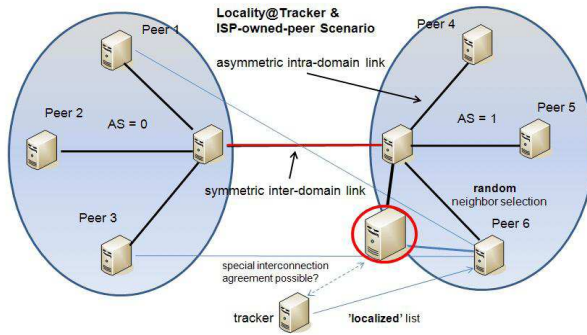 Locality@Tracker &
ISP-owned-peer Scenario
Peer 1
Peer 4
asymmetric intra-domain link
Peer 2
AS = 0
Peer 5
AS = 1
symmetric inter-domain link
random
neighbor selection
Peer 3
Peer 6
special interconnection
agreement possible?
tracker
'localized' list